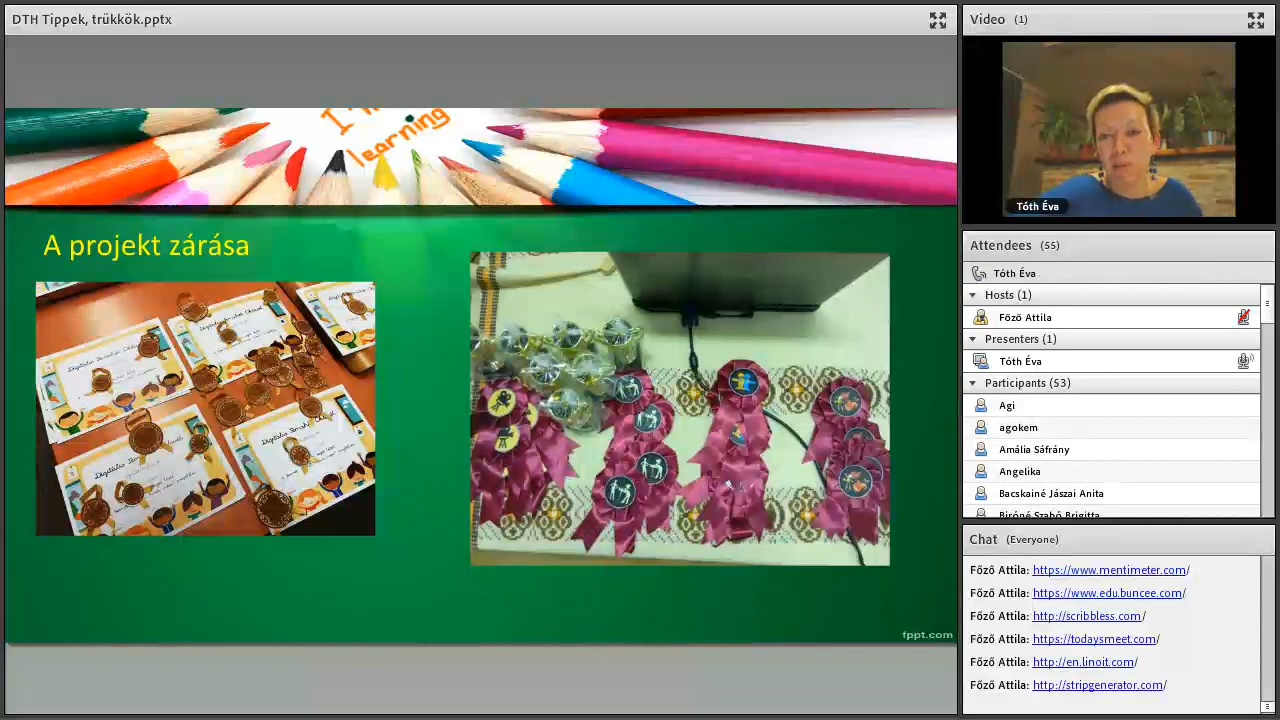 DTH Tippek, trükkök.pptx
learning
A projekt zárása
fppt.com
Video (1)
Tóth Éva
Attendees (55)
Tóth Éva
Hosts (1)
Főző Attila
Presenters (1)
Tóth Éva
Participants (53)
Agi
agokem
Amália Sáfrány
Angelika
Bacskainé Jászai Anita
Bíróné Szabó Brigitta
Chat (Everyone)
Főző Attila: https://www.mentimeter.com/
Főző Attila: https://www.edu.buncee.com/
Főző Attila: http://scribbless.com/
Főző Attila: https://todaysmeet.com/
Főző Attila: http://en.linoit.com/
Főző Attila: http://stripgenerator.com/